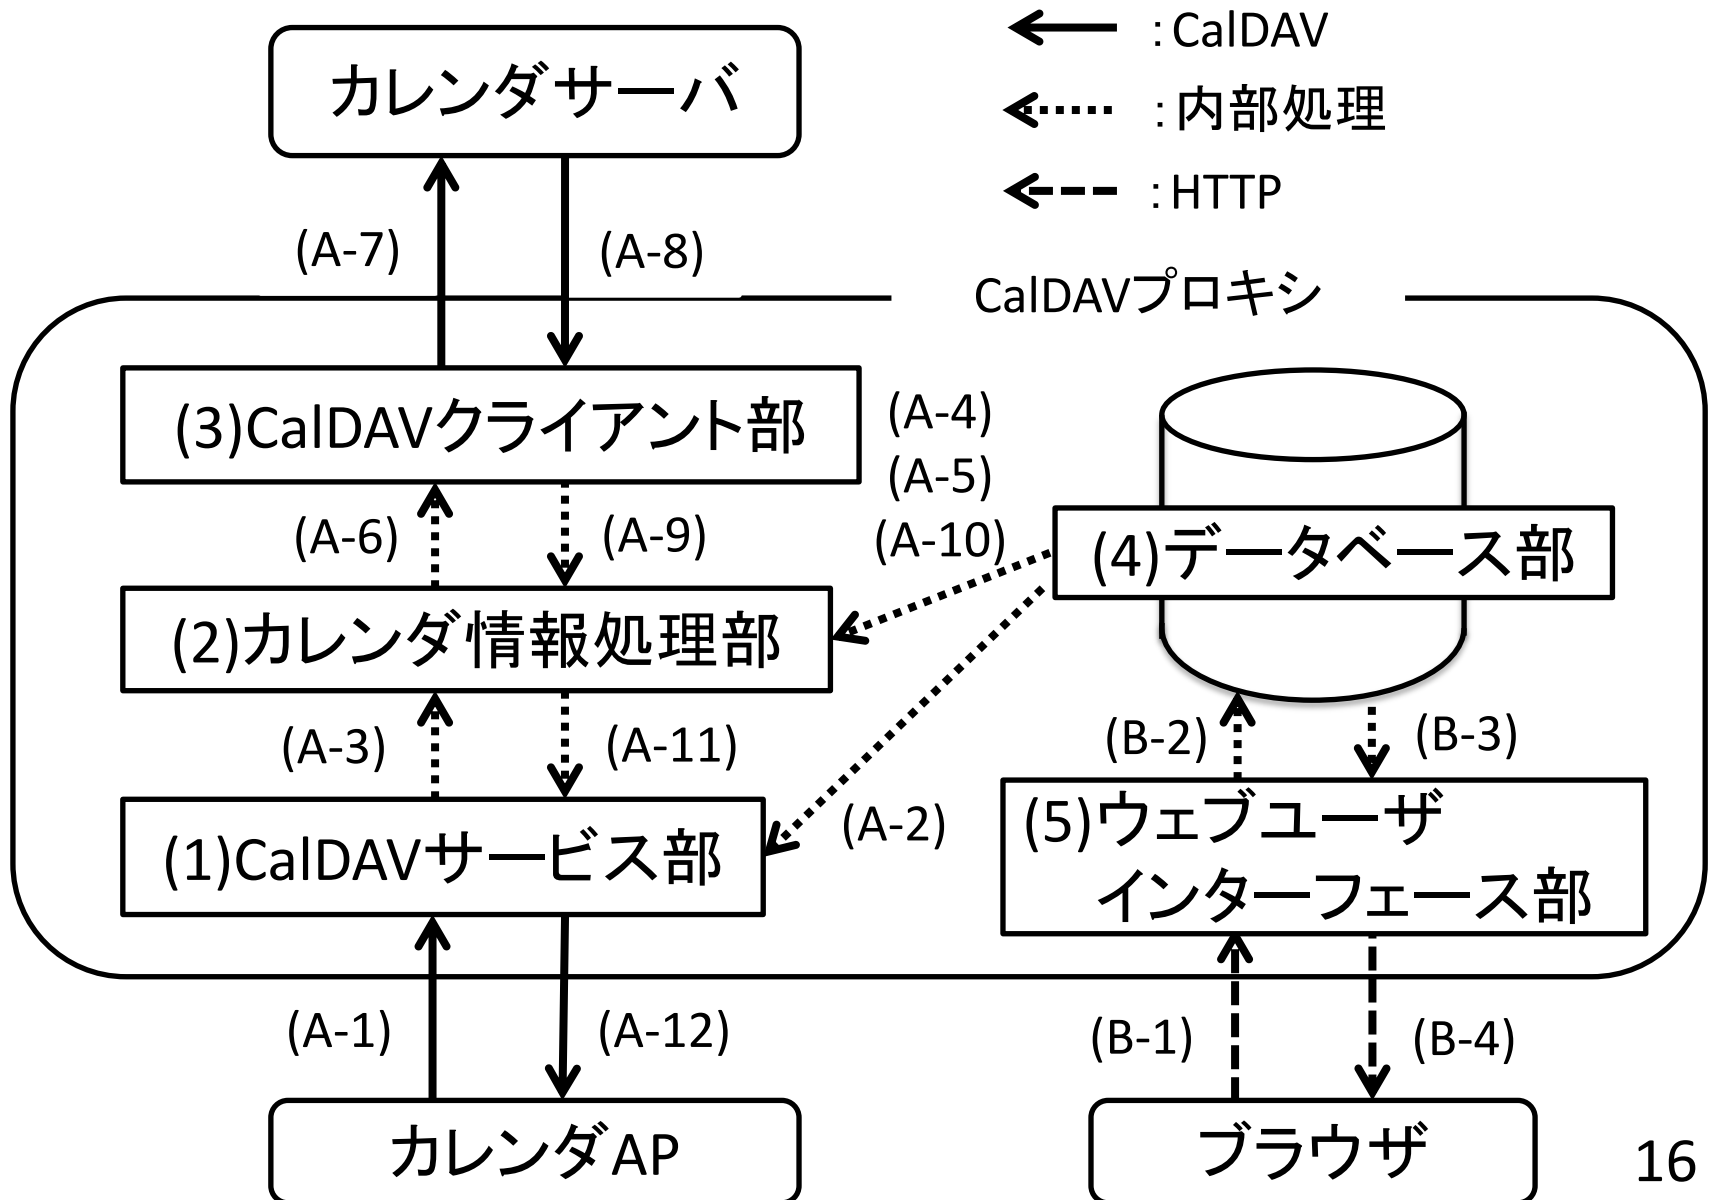 カレンダサーバ
: CalDAV
: 内部処理
: HTTP
(A-7)
(A-8)
CalDAVプロキシ
(3)CalDAVクライアント部
(A-4)
(A-5)
(A-10)
(A-6)
(A-9)
(4)データベース部
(2)カレンダ情報処理部
(A-3)
(A-11)
(B-2)
(B-3)
(A-2)
(1)CalDAVサービス部
(5)ウェブユーザ
インターフェース部
(A-1)
(A-12)
(B-1)
(B-4)
カレンダAP
ブラウザ
16